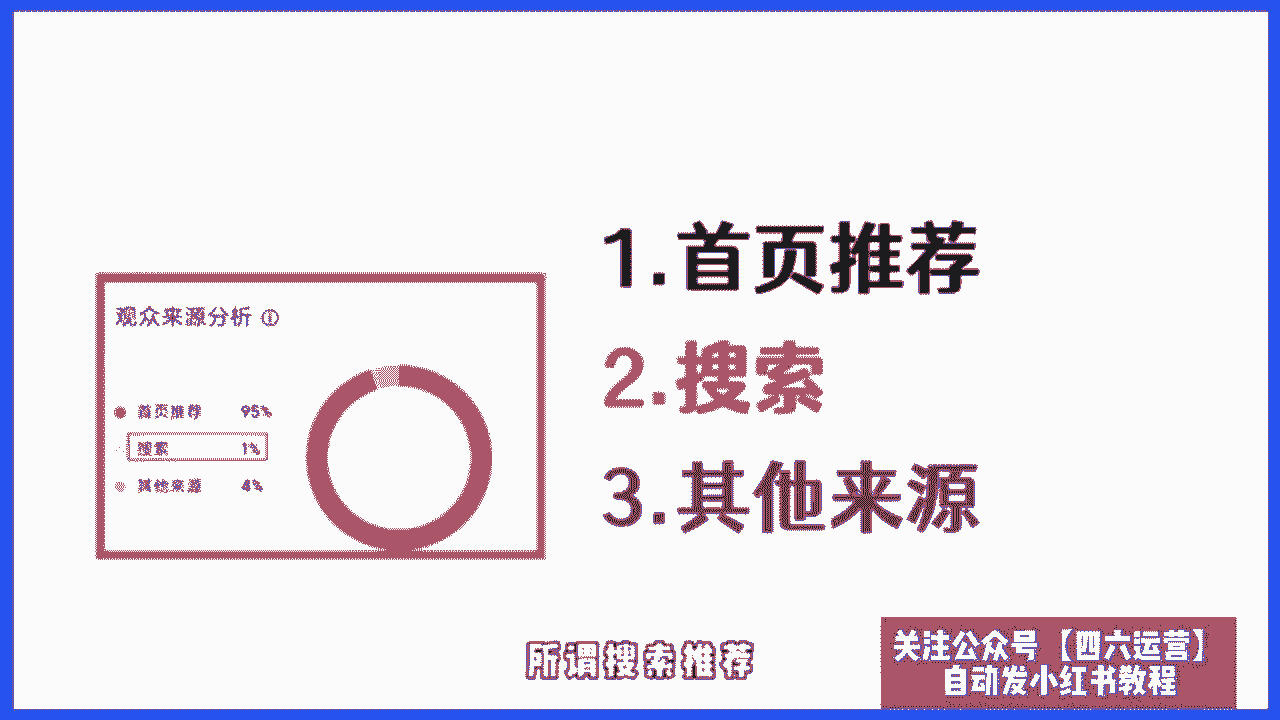 1.首页推荐
2.搜索
3.其他来源
观众来源分析
首页推荐 95%
搜索 1%
其他来源 4%
所谓搜索推荐
关注公众号【四六运营】
自动发小红书教程